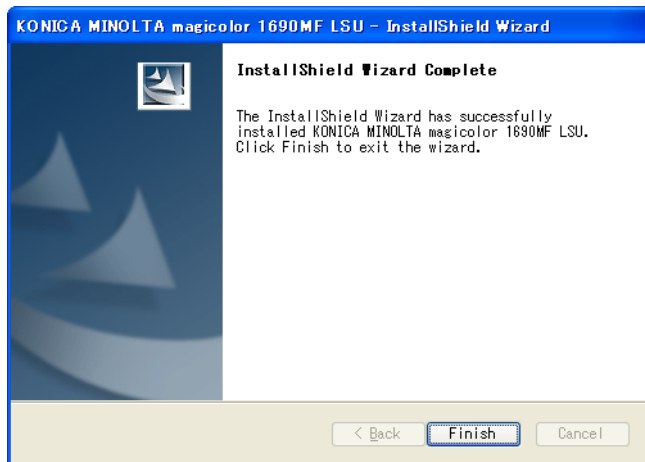 KONICA MINOLTA magicolor 1690MF LSU - InstallShield Wizard
InstallShield Wizard Complete
The InstallShield Wizard has successfully
installed KONICA MINOLTA magicolor 1690MF LSU.
Click Finish to exit the wizard.
< Back
Finish
Cancel